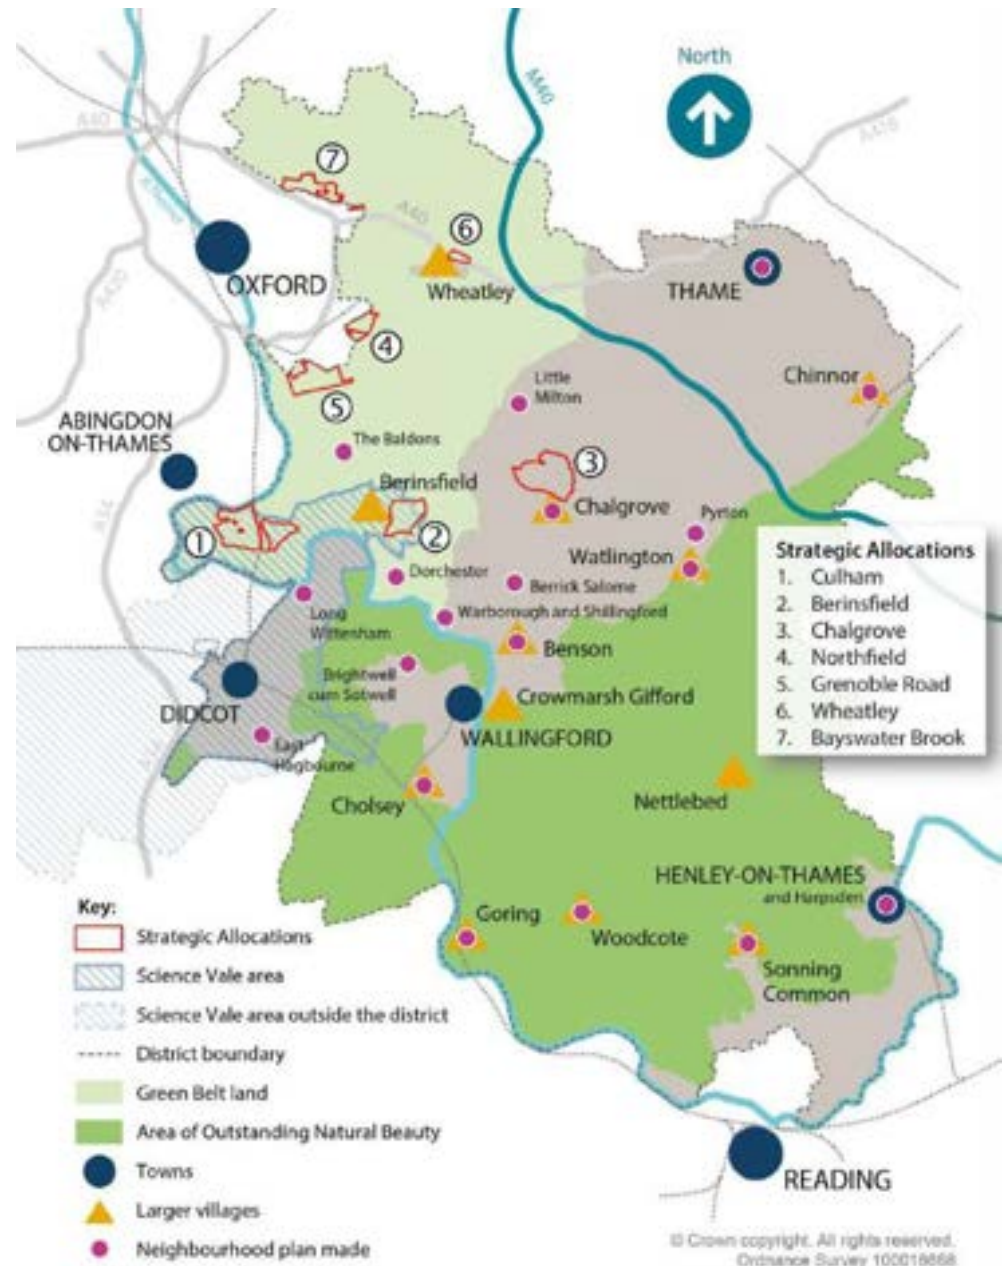 North
M40
A40
A418
⑦
R Thames
A40
⑥
OXFORD
Wheatley
THAME
A420
④
Chinnor
Little
Milton
⑤
ABINGDON
ON-THAMES
The Baldons
③
Berinsfield
Chalgrove
Pyrton
A34
①
②
Watlington
Dorchester
Berrick Salome
Long
Wittenham
Warborough and Shillingford
Benson
Brightwell
cum Sotwell
Crowmarsh Gifford
DIDCOT
WALLINGFORD
East
Hagbourne
Cholsey
Nettlebed
Strategic Allocations
1. Culham
2. Berinsfield
3. Chalgrove
4. Northfield
5. Grenoble Road
6. Wheatley
7. Bayswater Brook
HENLEY-ON-THAMES
and Harpsden
Goring
Woodcote
Sonning
Common
READING
Key:
Strategic Allocations
Science Vale area
Science Vale area outside the district
District boundary
Green Belt land
Area of Outstanding Natural Beauty
Towns
Larger villages
Neighbourhood plan made
© Crown copyright. All rights reserved.
Ordnance Survey 100018668